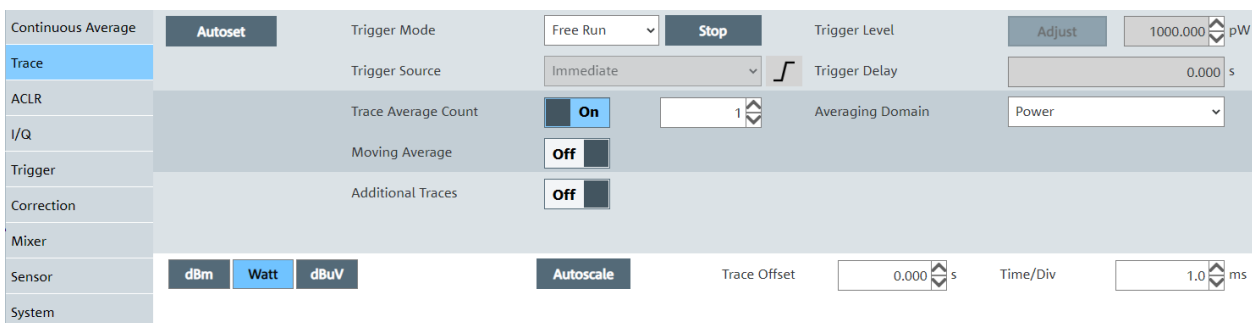 Continuous Average
Autoset
Trigger Mode
Free Run
Stop
Trigger Level
Adjust
1000.000 pW
Trace
Trigger Source
Immediate
Trigger Delay
0.000 s
ACLR
Trace Average Count
On
1
Averaging Domain
Power
I/Q
Moving Average
Off
Trigger
Additional Traces
Off
Correction
Mixer
Sensor
dBm
Watt
dBuV
Autoscale
Trace Offset
0.000 s
Time/Div
1.0 ms
System